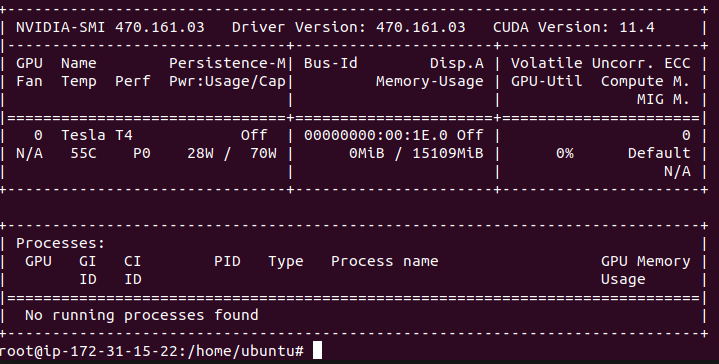 +-----------------------------------------------------------------------------+
| NVIDIA-SMI 470.161.03   Driver Version: 470.161.03   CUDA Version: 11.4     |
|-------------------------------+----------------------+----------------------+
| GPU  Name        Persistence-M| Bus-Id        Disp.A | Volatile Uncorr. ECC |
| Fan  Temp  Perf  Pwr:Usage/Cap|         Memory-Usage | GPU-Util  Compute M. |
|                               |                      |               MIG M. |
|===============================+======================+======================|
|   0  Tesla T4            Off  | 00000000:00:1E.0 Off |                    0 |
| N/A   55C    P0    28W /  70W |      0MiB / 15109MiB |      0%      Default |
|                               |                      |                  N/A |
+-------------------------------+----------------------+----------------------+

+-----------------------------------------------------------------------------+
| Processes:                                                                  |
|  GPU   GI   CI        PID   Type   Process name                  GPU Memory |
|        ID   ID                                                   Usage      |
|=============================================================================|
|  No running processes found                                                 |
+-----------------------------------------------------------------------------+
root@ip-172-31-15-22:/home/ubuntu#